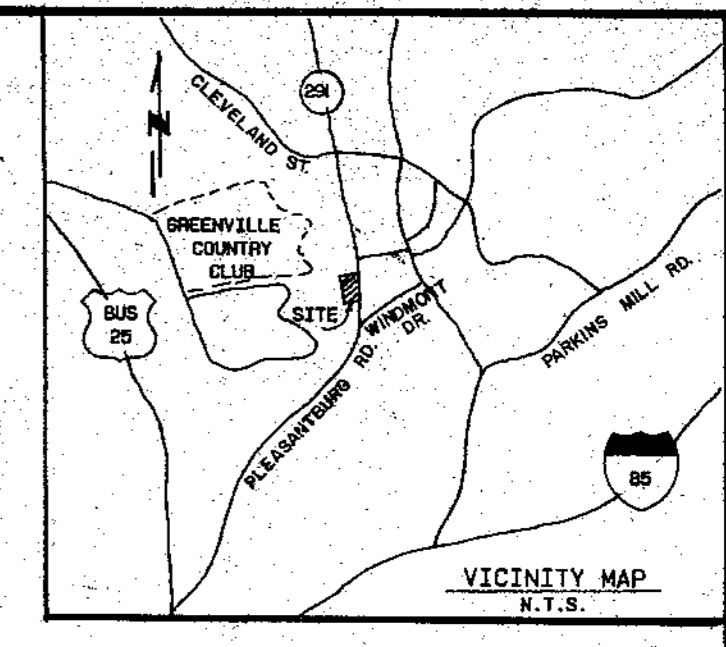 291
CLEVELAND ST.
N
GREENVILLE
COUNTRY
CLUB
BUS
25
SITE
WINDMONT
DR.
PLEASANTBURG RD.
PARKINS MILL RD.
85
VICINITY MAP
N.T.S.